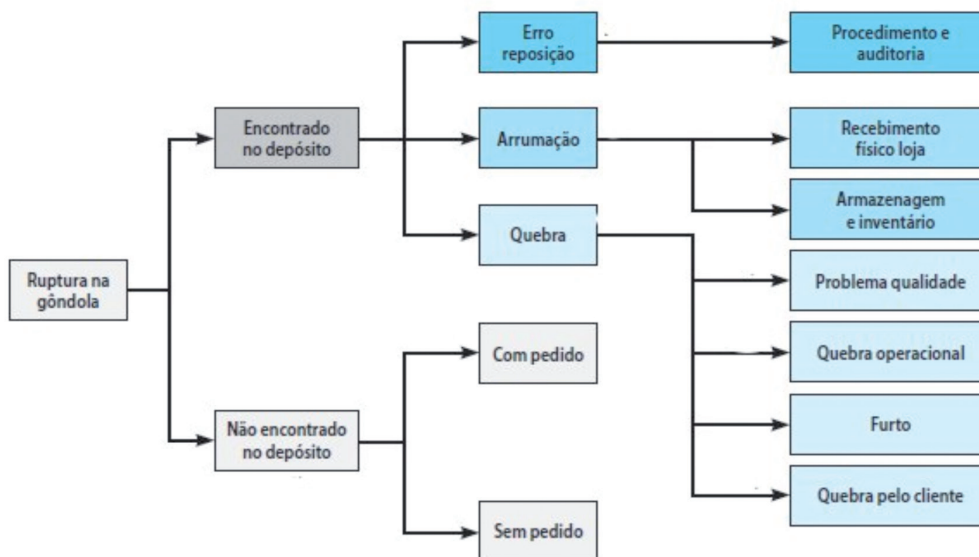 Erro
reposição
Procedimento e
auditoria
Encontrado
no depósito
Arrumação
Recebimento
físico loja
Armazenagem
e inventário
Quebra
Ruptura na
gôndola
Problema qualidade
Com pedido
Quebra operacional
Não encontrado
no depósito
Furto
Quebra pelo cliente
Sem pedido